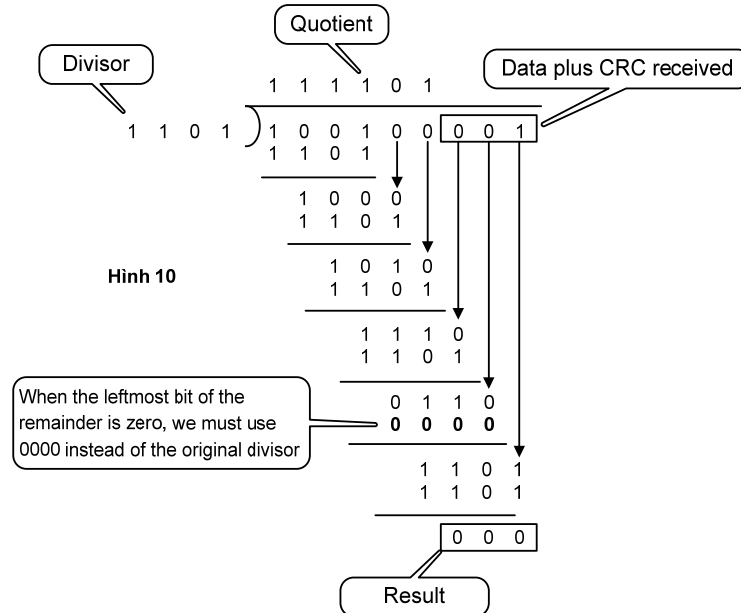 Quotient
Divisor
Data plus CRC received
1 1 1 1 0 1
1 1 0 1 1 0 0 1 0 0 0 0 1
1 1 0 1
1 0 0 0
1 1 0 1
1 0 1 0
Hình 10
1 1 0 1
1 1 1 0
1 1 0 1
When the leftmost bit of the
remainder is zero, we must use
0000 instead of the original divisor
0 1 1 0
0 0 0 0
1 1 0 1
1 1 0 1
0 0 0
Result